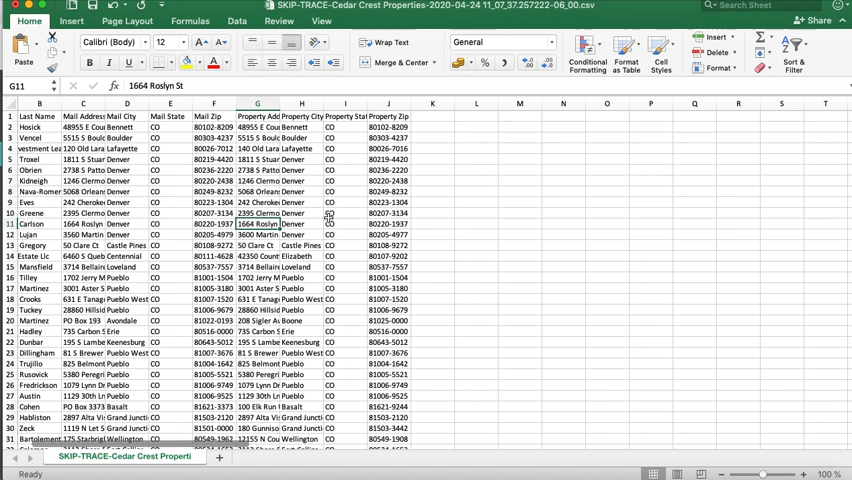 SKIP-TRACE-Cedar Crest Properties-2020-04-24 11_07_37.257222-06_00.csv
Search Sheet
Home Insert Page Layout Formulas Data Review View Share
Paste Calibri (Body) 12 A A Wrap Text General Conditional Formatting Format as Table Cell Styles Insert Delete Format
B I U A Merge & Center $ % )
G11 fx 1664 Roslyn St
B C D E F G H I J K L M N O P Q R S T
1 Last Name Mail Address Mail City Mail State Mail Zip Property Add Property City Property Stat Property Zip
2 Hosick 48955 E Cou Bennett CO 80102-8209 48955 E Cou Bennett CO 80102-8209
3 Vencel 5515 S Boulc Boulder CO 80303-4237 5515 S Boulc Boulder CO 80303-4237
4 vestment Lea 120 Old Lara Lafayette CO 80026-7012 140 Old Lara Lafayette CO 80026-7016
5 Troxel 1811 S Stuar Denver CO 80219-4420 1811 S Stuar Denver CO 80219-4420
6 Obrien 2738 S Patto Denver CO 80236-2220 2738 S Patto Denver CO 80236-2220
7 Kidneigh 1246 Kremer Denver CO 80220-2438 1246 Kremer Denver CO 80220-2438
8 Nava-Romer 5068 Orleans Denver CO 80249-8232 5068 Orleans Denver CO 80249-8232
9 Eves 242 Cheroke Denver CO 80223-1304 242 Cheroke Denver CO 80223-1304
10 Greene 2395 Clermo Denver CO 80207-3134 2395 Clermo Denver CO 80207-3134
11 Carlson 1664 Roslyn Denver CO 80220-1937 1664 Roslyn Denver CO 80220-1937
12 Lujan 3560 Martin Denver CO 80205-4979 3600 Martin Denver CO 80205-4977
13 Gregory 50 Clare Ct Castle Pines CO 80108-9272 50 Clare Ct Castle Pines CO 80108-9272
14 Estate Llc 6460 S Queb Centennial CO 80111-4628 42350 Count Elizabeth CO 80107-9202
15 Mansfield 3714 Bellain Loveland CO 80537-7557 3714 Bellain Loveland CO 80537-7557
16 Tilley 1702 Jerry M Pueblo CO 81001-1504 1702 Jerry M Pueblo CO 81001-1504
17 Martinez 3001 Aster S Pueblo CO 81005-3180 3001 Aster S Pueblo CO 81005-3180
18 Crooks 631 E Tanage Pueblo West CO 81007-1520 631 E Tanage Pueblo West CO 81007-1520
19 Tuckey 28860 Hillsid Pueblo CO 81006-9679 28860 Hillsid Pueblo CO 81006-9679
20 Martinez PO Box 193 Avondale CO 81022-0193 208 Sigler Av Boone CO 81025-0000
21 Hadley 735 Carbon S Erie CO 80516-0000 735 Carbon S Erie CO 80516-0000
22 Dunbar 195 S Lambe Keenesburg CO 80643-5012 195 S Lambe Keenesburg CO 80643-5012
23 Dillingham 81 S Brewer Pueblo West CO 81007-3676 81 S Brewer Pueblo West CO 81007-3676
24 Trujillo 825 Belmont Pueblo CO 81004-1642 825 Belmont Pueblo CO 81004-1642
25 Rusovick 5380 Peregri Pueblo CO 81005-5521 5380 Peregri Pueblo CO 81005-5521
26 Fredrickson 1079 Lynn Dr Pueblo CO 81006-9749 1079 Lynn Dr Pueblo CO 81006-9749
27 Austin 1129 30th Ln Pueblo CO 81006-9525 1129 30th Ln Pueblo CO 81006-9525
28 Cohen PO Box 3373 Basalt CO 81621-3373 100 Elk Run Basalt CO 81621-9244
29 Habliston 2897 Alta Vis Grand Juncti CO 81503-2120 2897 Alta Vis Grand Juncti CO 81503-2120
30 Zeck 1119 N Let S Grand Juncti CO 81501-0000 180 Gunniso Grand Juncti CO 81503-3442
31 Bartolement 175 Starbrigh Wellington CO 80549-1962 12155 N Cou Wellington CO 80549-1908
SKIP-TRACE-Cedar Crest Properti +
Ready 100 %